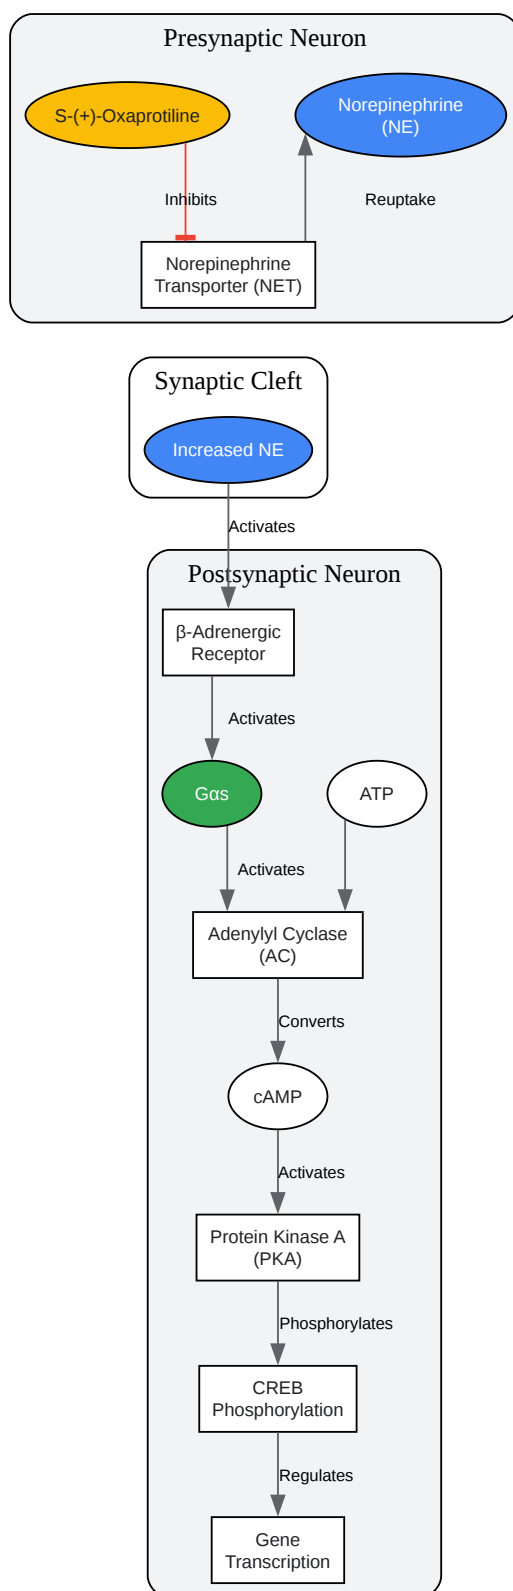 Presynaptic Neuron
S-(+)-Oxaprotiline
Norepinephrine
(NE)
Inhibits
Reuptake
Norepinephrine
Transporter (NET)
Synaptic Cleft
Increased NE
Activates
Postsynaptic Neuron
β-Adrenergic
Receptor
Activates
Gαs
ATP
Activates
Adenylyl Cyclase
(AC)
Converts
cAMP
Activates
Protein Kinase A
(PKA)
Phosphorylates
CREB
Phosphorylation
Regulates
Gene
Transcription